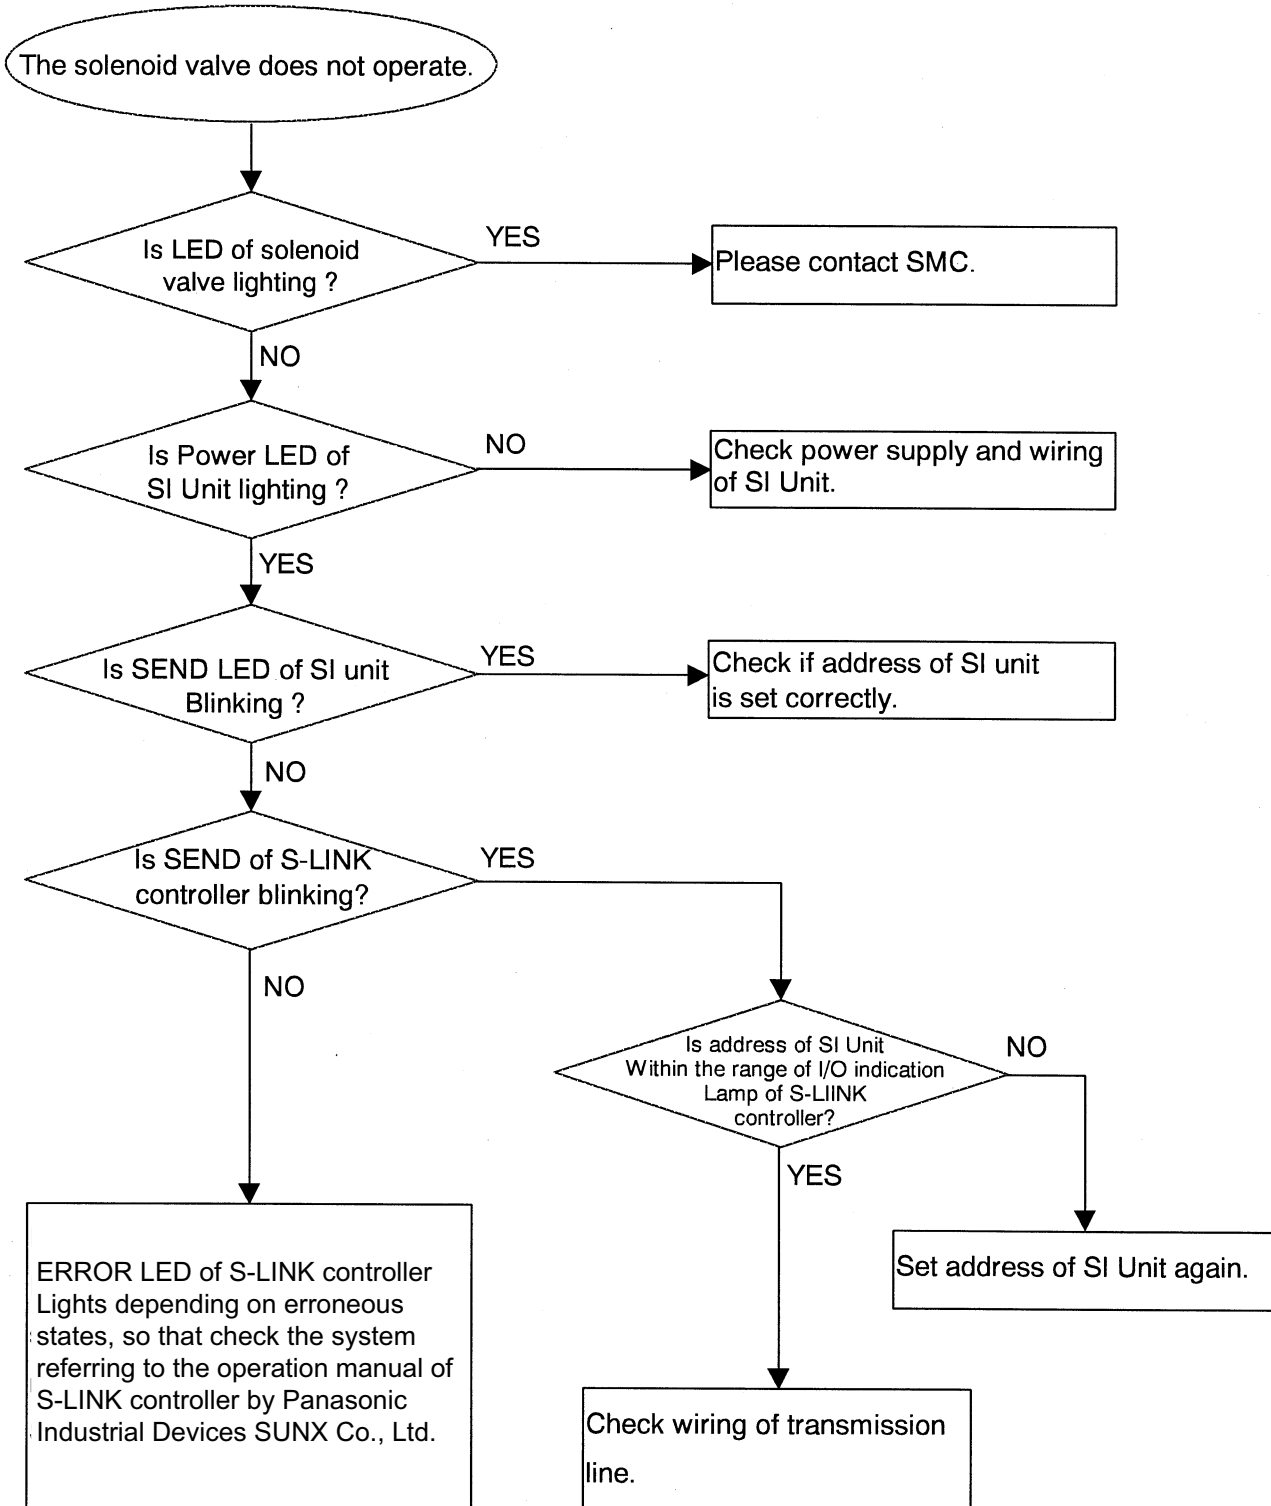 The solenoid valve does not operate.
Is LED of solenoid
valve lighting ?
YES
Please contact SMC.
NO
Is Power LED of
SI Unit lighting ?
NO
Check power supply and wiring
of SI Unit.
YES
Is SEND LED of SI unit
Blinking ?
YES
Check if address of SI unit
is set correctly.
NO
Is SEND of S-LINK
controller blinking?
YES
NO
Is address of SI Unit
Within the range of I/O indication
Lamp of S-LIINK
controller?
NO
YES
Set address of SI Unit again.
ERROR LED of S-LINK controller
Lights depending on erroneous
states, so that check the system
referring to the operation manual of
S-LINK controller by Panasonic
Industrial Devices SUNX Co., Ltd.
Check wiring of transmission
line.